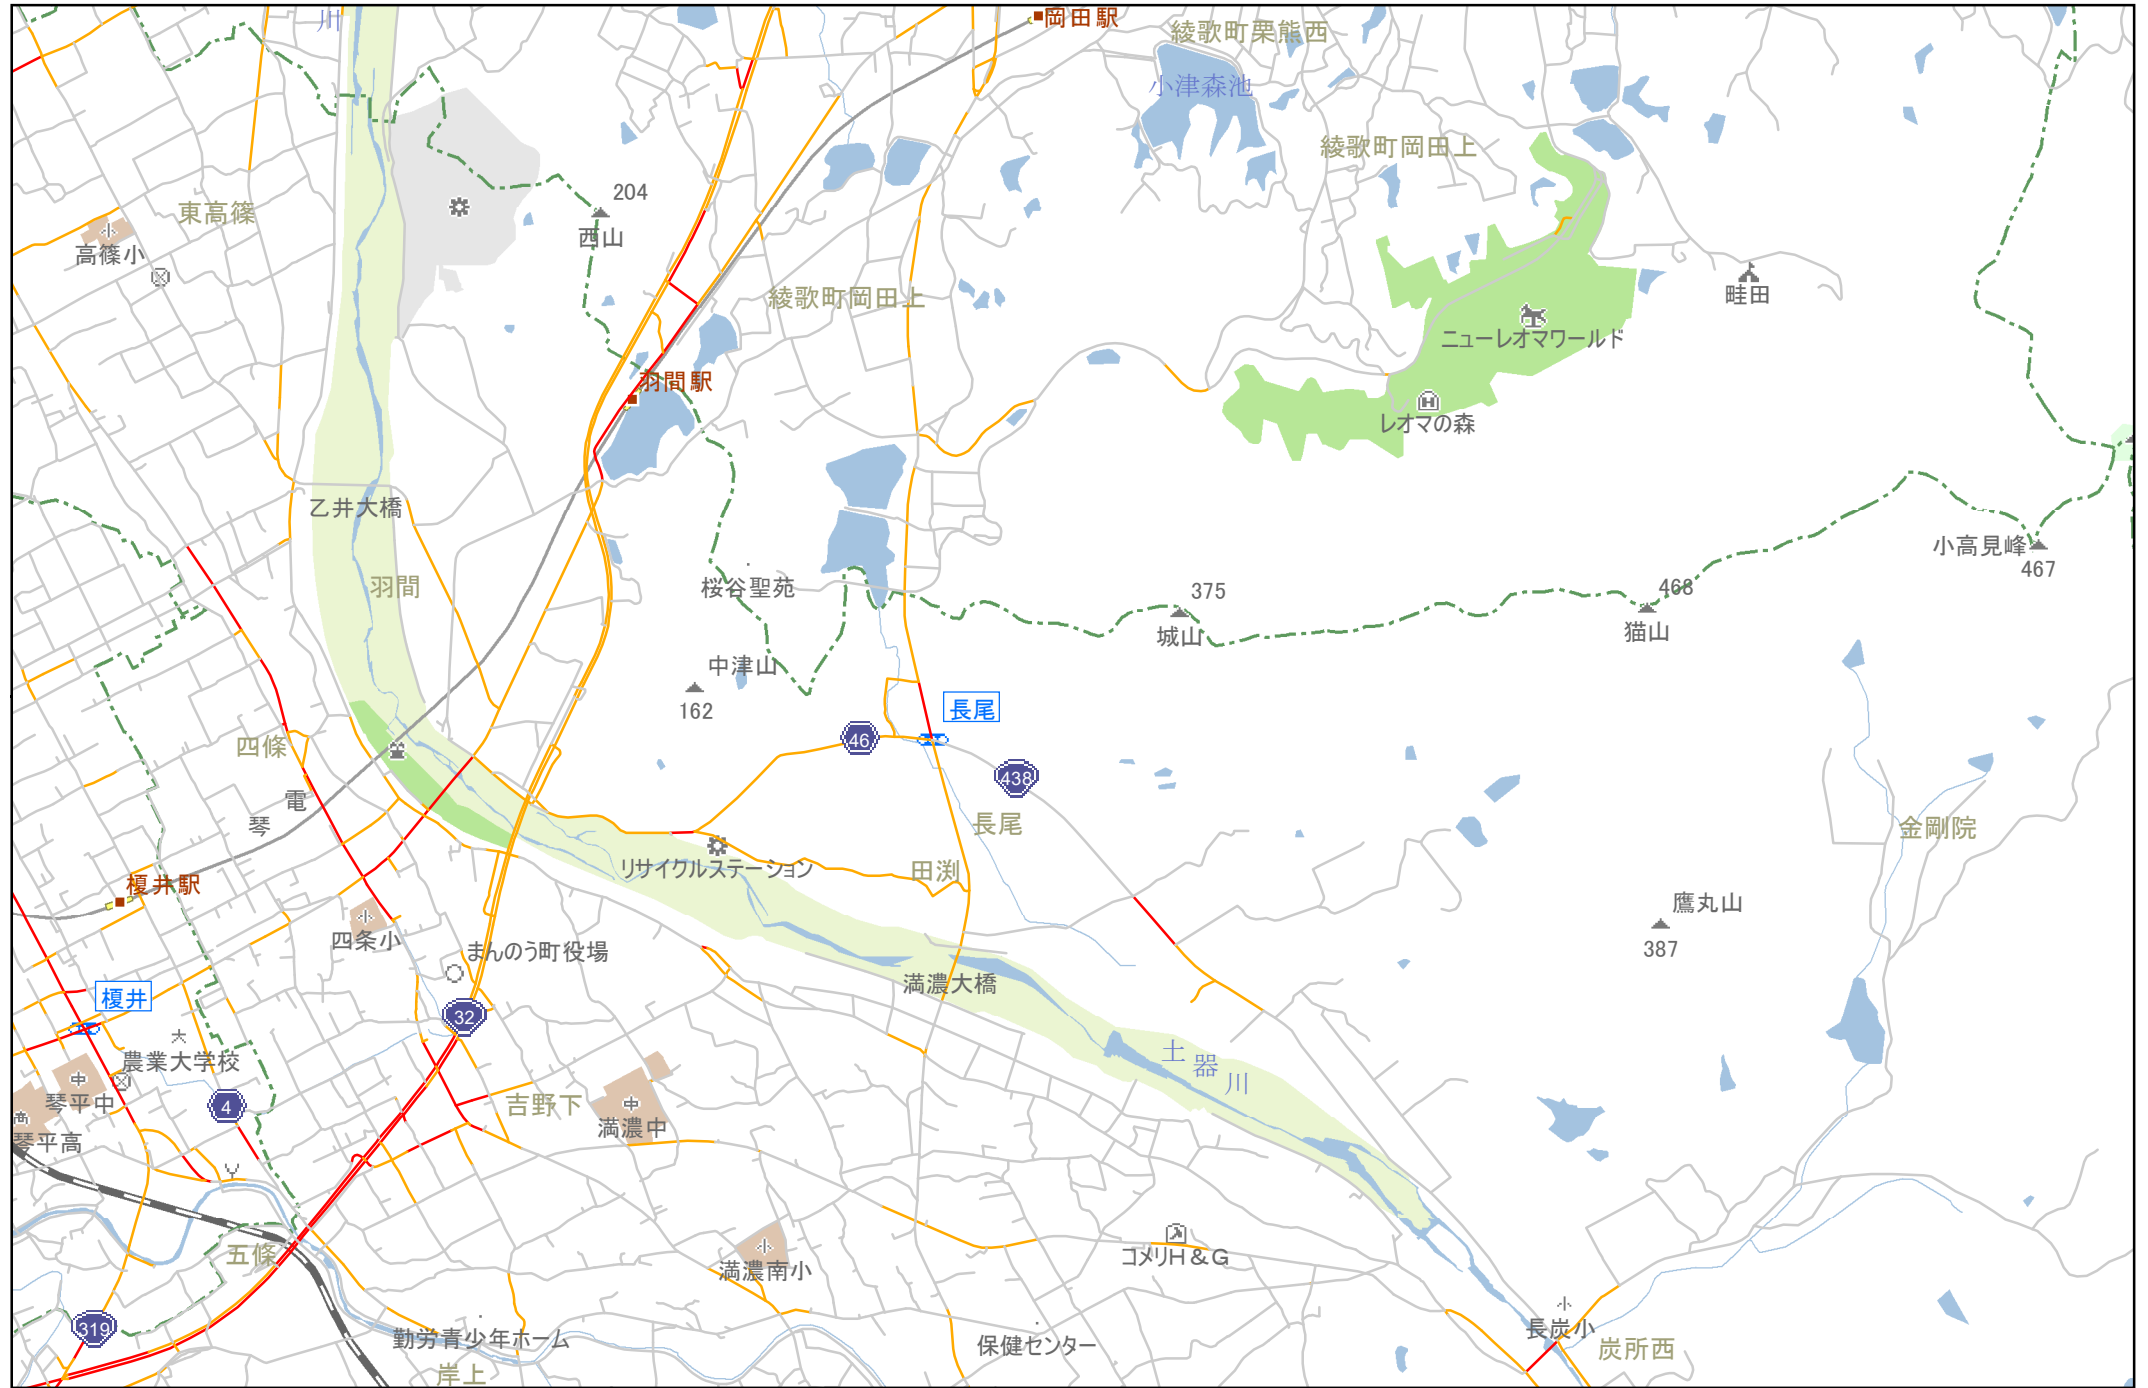 川
岡田駅
綾歌町栗熊西
小津森池
綾歌町岡田上
204
西山
東高篠
小
高篠小
綾歌町岡田上
畦田
ニューレオマワールド
羽間駅
レオマの森
乙井大橋
小高見峰
467
羽間
桜谷聖苑
375
城山
468
猫山
中津山
162
長尾
46
438
四條
電
琴
長尾
金剛院
リサイクルステーション
田渕
榎井駅
鷹丸山
387
小
四条小
まんのう町役場
満濃大橋
榎井
32
土
器
川
農業大学校
中
琴平中
4
吉野下
中
満濃中
高
琴平高
五條
小
満濃南小
コメリH&G
319
勤労青少年ホーム
岸上
保健センター
小
長炭小
炭所西